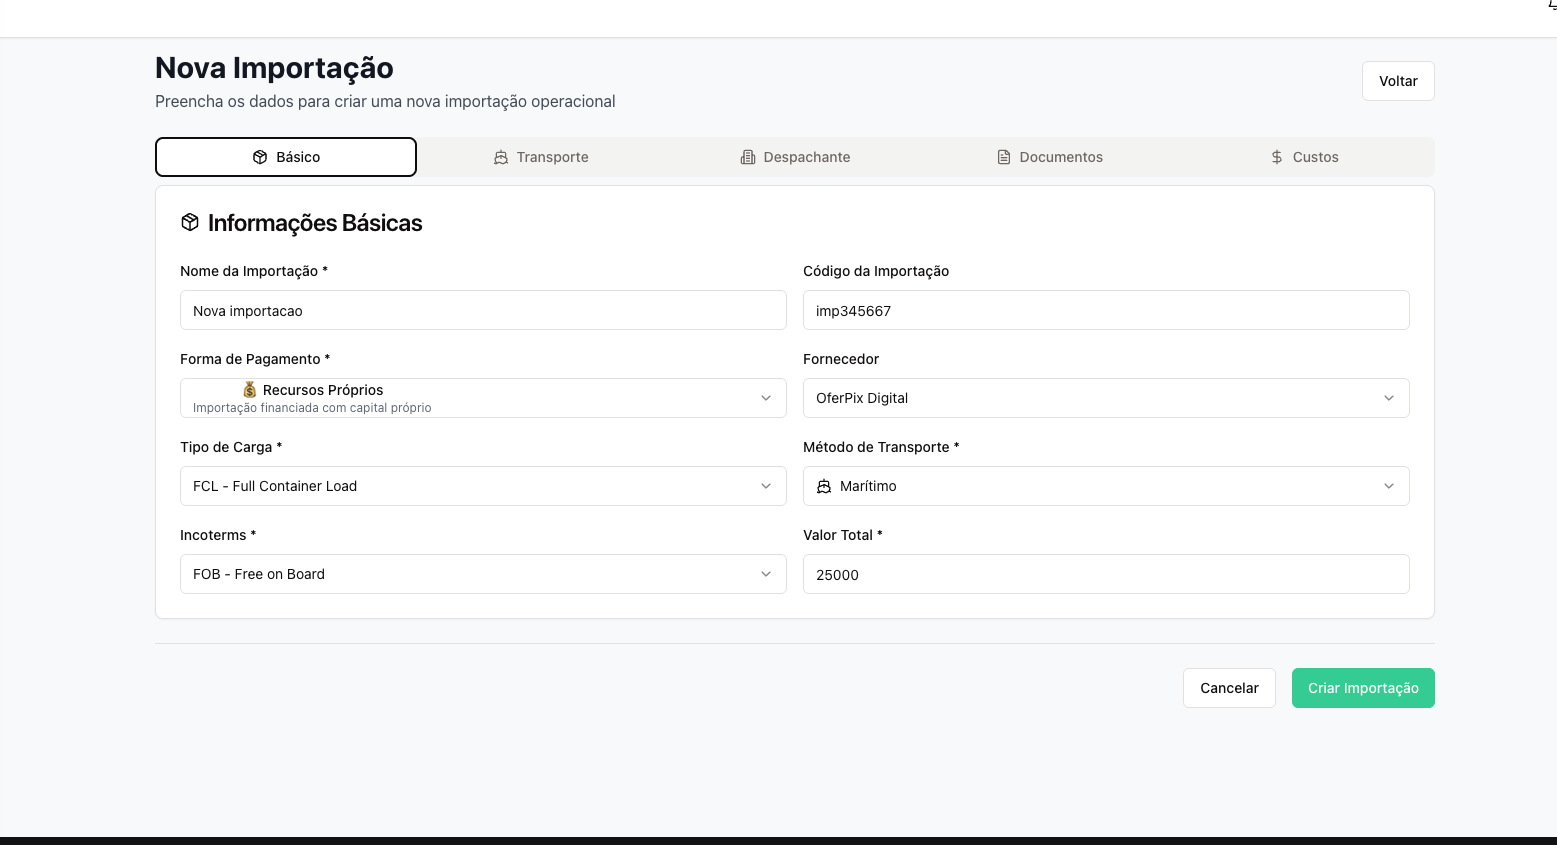 Nova Importação
Preencha os dados para criar uma nova importação operacional
Voltar
Básico
Transporte
Despachante
Documentos
Custos
Informações Básicas
Nome da Importação *
Código da Importação
Nova importacao
imp345667
Forma de Pagamento *
Fornecedor
💰 Recursos Próprios
Importação financiada com capital próprio
OferPix Digital
Tipo de Carga *
Método de Transporte *
FCL - Full Container Load
Marítimo
Incoterms *
Valor Total *
FOB - Free on Board
25000
Cancelar
Criar Importação